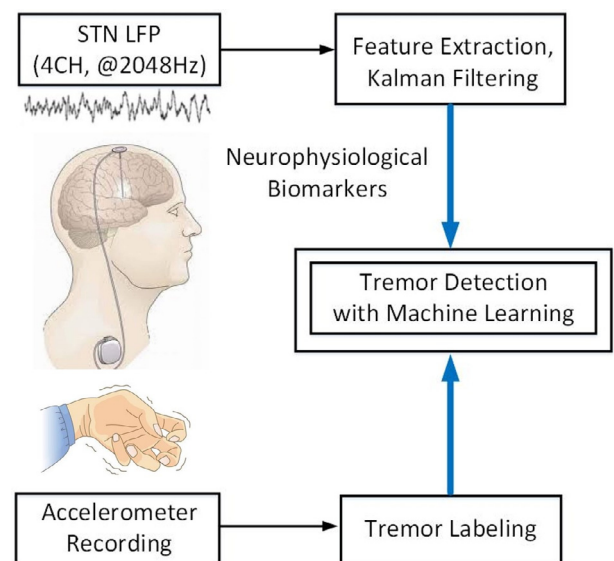 STN LFP
(4CH, @2048Hz)
Feature Extraction,
Kalman Filtering
Neurophysiological
Biomarkers
Tremor Detection
with Machine Learning
Accelerometer
Recording
Tremor Labeling